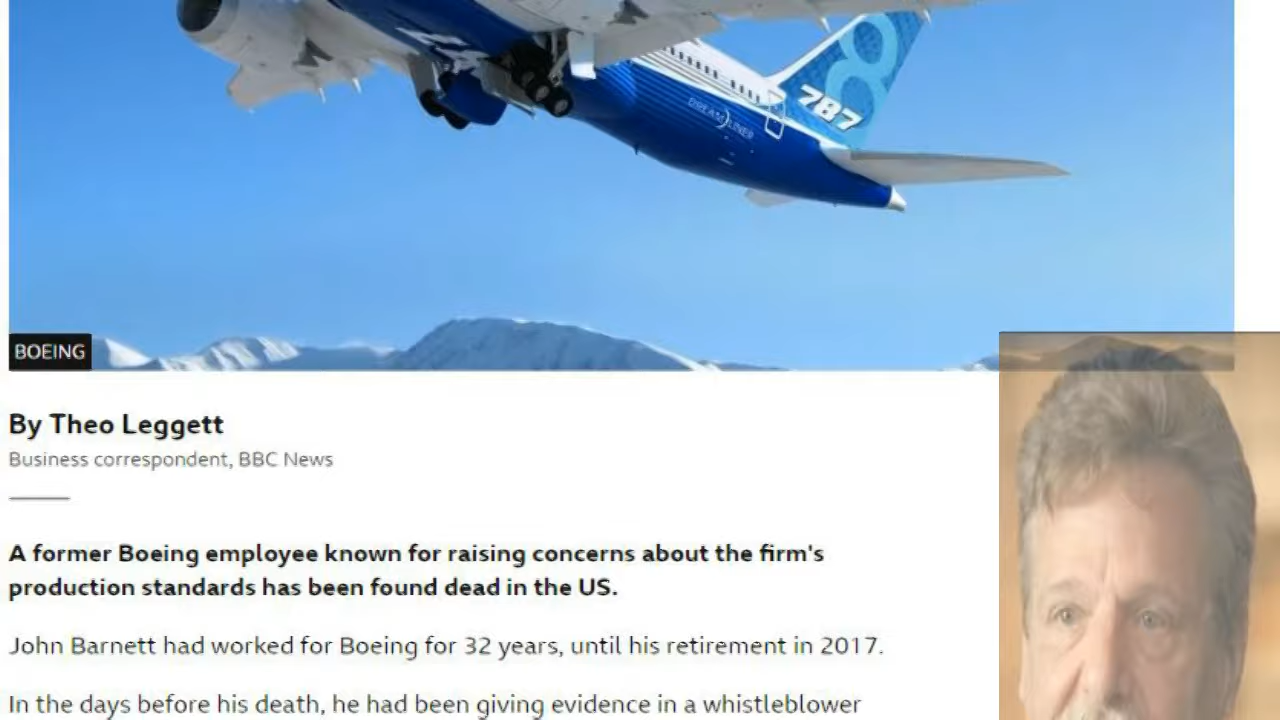 787
DREAMLINER
BOEING
By Theo Leggett
Business correspondent, BBC News
A former Boeing employee known for raising concerns about the firm's
production standards has been found dead in the US.
John Barnett had worked for Boeing for 32 years, until his retirement in 2017.
In the days before his death, he had been giving evidence in a whistleblower